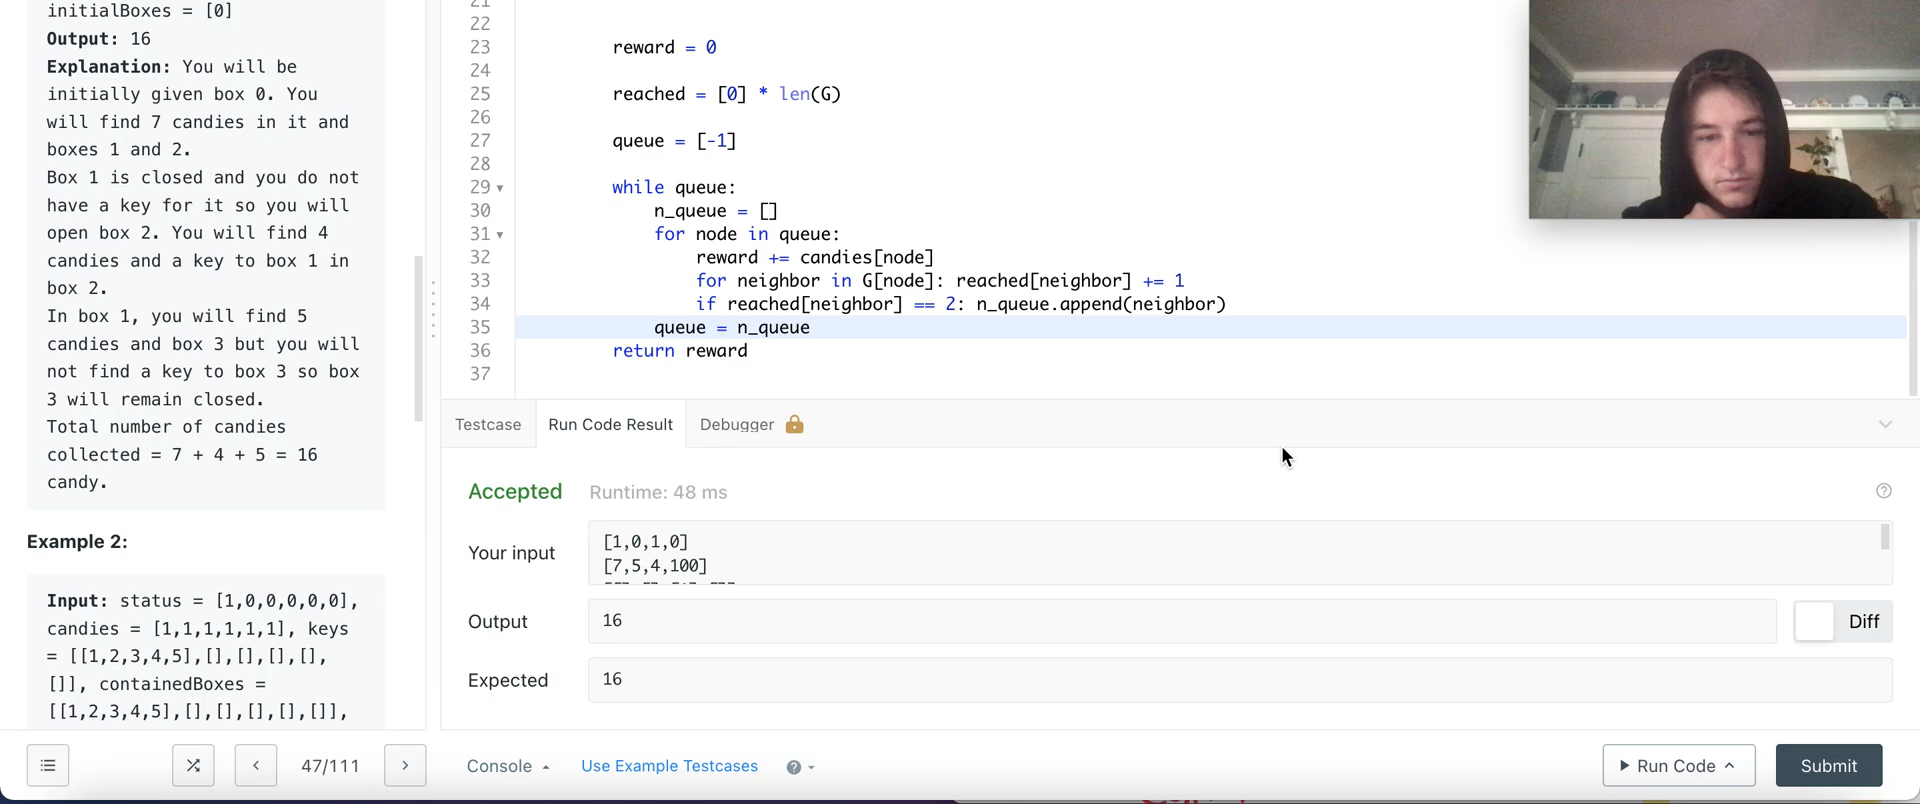 initialBoxes = [0]
Output: 16
Explanation: You will be
initially given box 0. You
will find 7 candies in it and
boxes 1 and 2.
Box 1 is closed and you do not
have a key for it so you will
open box 2. You will find 4
candies and a key to box 1 in
box 2.
In box 1, you will find 5
candies and box 3 but you will
not find a key to box 3 so box
3 will remain closed.
Total number of candies
collected = 7 + 4 + 5 = 16
candy.
Example 2:
Input: status = [1,0,0,0,0,0],
candies = [1,1,1,1,1,1], keys
= [[1,2,3,4,5],[],[],[],[],
[]], containedBoxes =
[[1,2,3,4,5],[],[],[],[],[]],
47/111
21
22
23 reward = 0
24
25 reached = [0] * len(G)
26
27 queue = [-1]
28
29 while queue:
30 n_queue = []
31 for node in queue:
32 reward += candies[node]
33 for neighbor in G[node]: reached[neighbor] += 1
34 if reached[neighbor] == 2: n_queue.append(neighbor)
35 queue = n_queue
36 return reward
37
Testcase Run Code Result Debugger
Accepted Runtime: 48 ms
Your input
[1,0,1,0]
[7,5,4,100]
Output 16 Diff
Expected 16
Console Use Example Testcases Run Code Submit